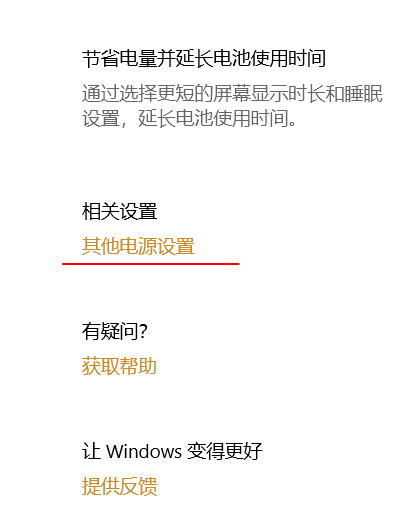 节省电量并延长电池使用时间
通过选择更短的屏幕显示时长和睡眠
设置，延长电池使用时间。
相关设置
其他电源设置
有疑问？
获取帮助
让 Windows 变得更好
提供反馈